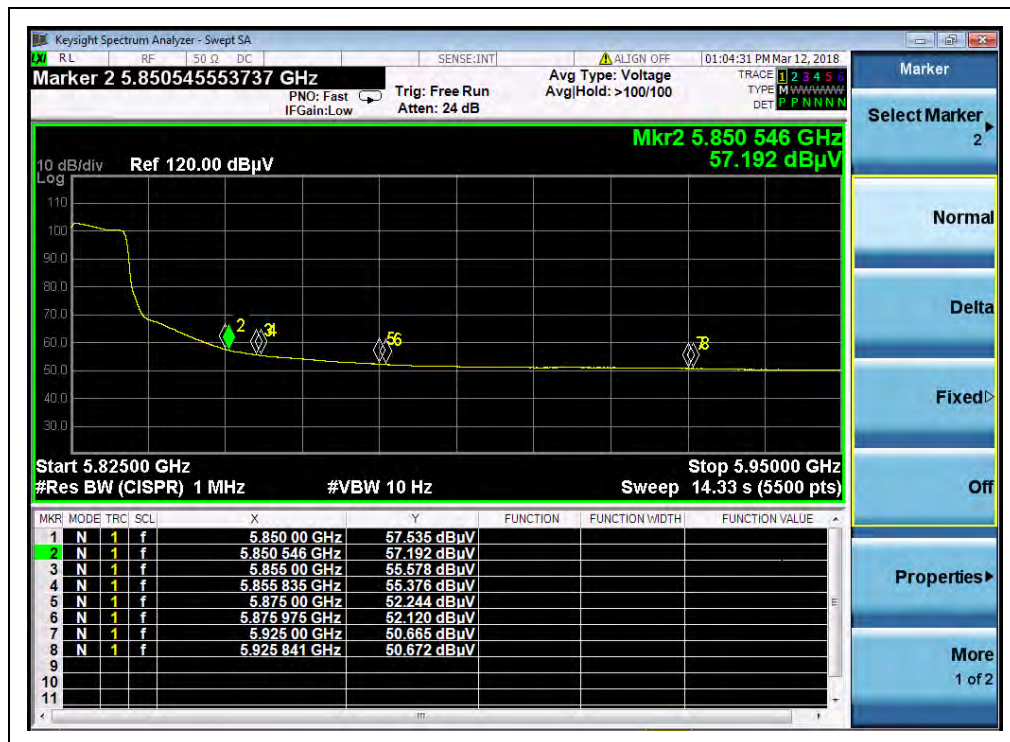 Keysight Spectrum Analyzer - Swept SA
LXI RL RF 50 Ω DC SENSE:INT ALIGN OFF 01:04:31 PM Mar 12, 2018
Marker 2 5.850545553737 GHz
PNO: Fast
IFGain:Low
Trig: Free Run
Atten: 24 dB
Avg Type: Voltage
Avg|Hold: >100/100
TRACE 1 2 3 4 5 6
TYPE M W W W W W
DET P P N N N N
Mkr2 5.850 546 GHz
57.192 dBµV
10 dB/div Ref 120.00 dBµV
Log
110
100
90.0
80.0
70.0
60.0
50.0
40.0
30.0
2
3 4
5 6
7 8
Start 5.82500 GHz Stop 5.95000 GHz
#Res BW (CISPR) 1 MHz #VBW 10 Hz Sweep 14.33 s (5500 pts)
MKR MODE TRC SCL X Y FUNCTION FUNCTION WIDTH FUNCTION VALUE
1 N 1 f 5.850 00 GHz 57.535 dBµV
2 N 1 f 5.850 546 GHz 57.192 dBµV
3 N 1 f 5.855 00 GHz 55.578 dBµV
4 N 1 f 5.855 835 GHz 55.376 dBµV
5 N 1 f 5.875 00 GHz 52.244 dBµV
6 N 1 f 5.875 975 GHz 52.120 dBµV
7 N 1 f 5.925 00 GHz 50.665 dBµV
8 N 1 f 5.925 841 GHz 50.672 dBµV
9
10
11
Marker
Select Marker
2
Normal
Delta
Fixed
Off
Properties
More
1 of 2